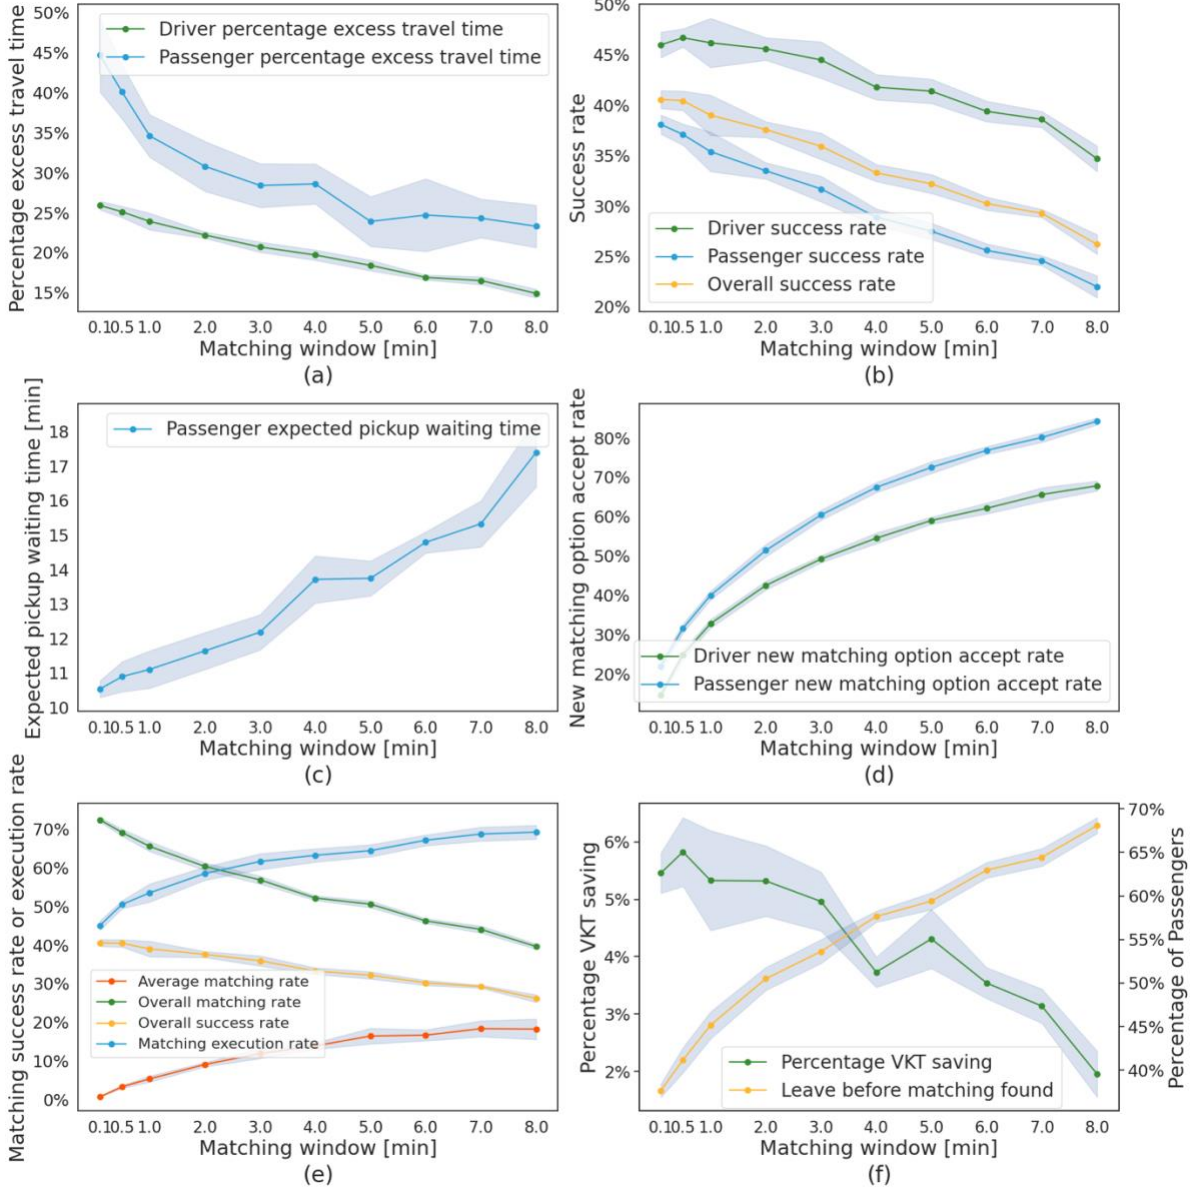 Percentage excess travel time
50%
45%
40%
35%
30%
25%
20%
15%
Driver percentage excess travel time
Passenger percentage excess travel time
0.1 0.5 1.0 2.0 3.0 4.0 5.0 6.0 7.0 8.0
Matching window [min]
(a)
Success rate
50%
45%
40%
35%
30%
25%
20%
Driver success rate
Passenger success rate
Overall success rate
0.1 0.5 1.0 2.0 3.0 4.0 5.0 6.0 7.0 8.0
Matching window [min]
(b)
Expected pickup waiting time [min]
18
17
16
15
14
13
12
11
10
Passenger expected pickup waiting time
0.1 0.5 1.0 2.0 3.0 4.0 5.0 6.0 7.0 8.0
Matching window [min]
(c)
New matching option accept rate
80%
70%
60%
50%
40%
30%
20%
Driver new matching option accept rate
Passenger new matching option accept rate
0.1 0.5 1.0 2.0 3.0 4.0 5.0 6.0 7.0 8.0
Matching window [min]
(d)
Matching success rate or execution rate
70%
60%
50%
40%
30%
20%
10%
0%
Average matching rate
Overall matching rate
Overall success rate
Matching execution rate
0.1 0.5 1.0 2.0 3.0 4.0 5.0 6.0 7.0 8.0
Matching window [min]
(e)
Percentage VKT saving
6%
5%
4%
3%
2%
Percentage VKT saving
Leave before matching found
70%
65%
60%
55%
50%
45%
40%
Percentage of Passengers
0.1 0.5 1.0 2.0 3.0 4.0 5.0 6.0 7.0 8.0
Matching window [min]
(f)